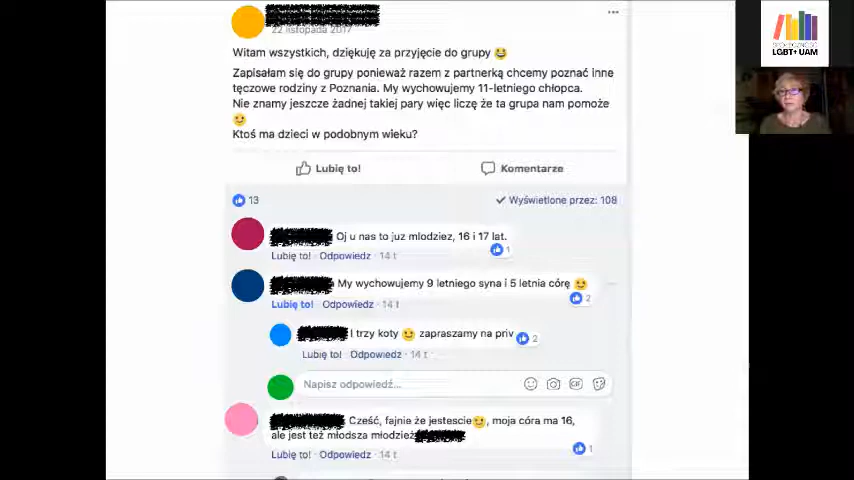 22 listopada 2017
SPOŁECZNOŚĆ
LGBT+ UAM
Witam wszystkich, dziękuję za przyjęcie do grupy
Zapisałam się do grupy ponieważ razem z partnerką chcemy poznać inne
tęczowe rodziny z Poznania. My wychowujemy 11-letniego chłopca.
Nie znamy jeszcze żadnej takiej pary więc liczę że ta grupa nam pomoże
Ktoś ma dzieci w podobnym wieku?
Lubię to! Komentarze
13 Wyświetlone przez: 108
Oj u nas to juz mlodziez, 16 i 17 lat.
1
Lubię to! · Odpowiedz · 14 t
My wychowujemy 9 letniego syna i 5 letnia córę
2
Lubię to! · Odpowiedz · 14 t
I trzy koty zapraszamy na priv
2
Lubię to! · Odpowiedz · 14 t
Napisz odpowiedź... GIF
Cześć, fajnie że jestescie, moja córa ma 16,
ale jest też młodsza młodzież
1
Lubię to! · Odpowiedz · 14 t